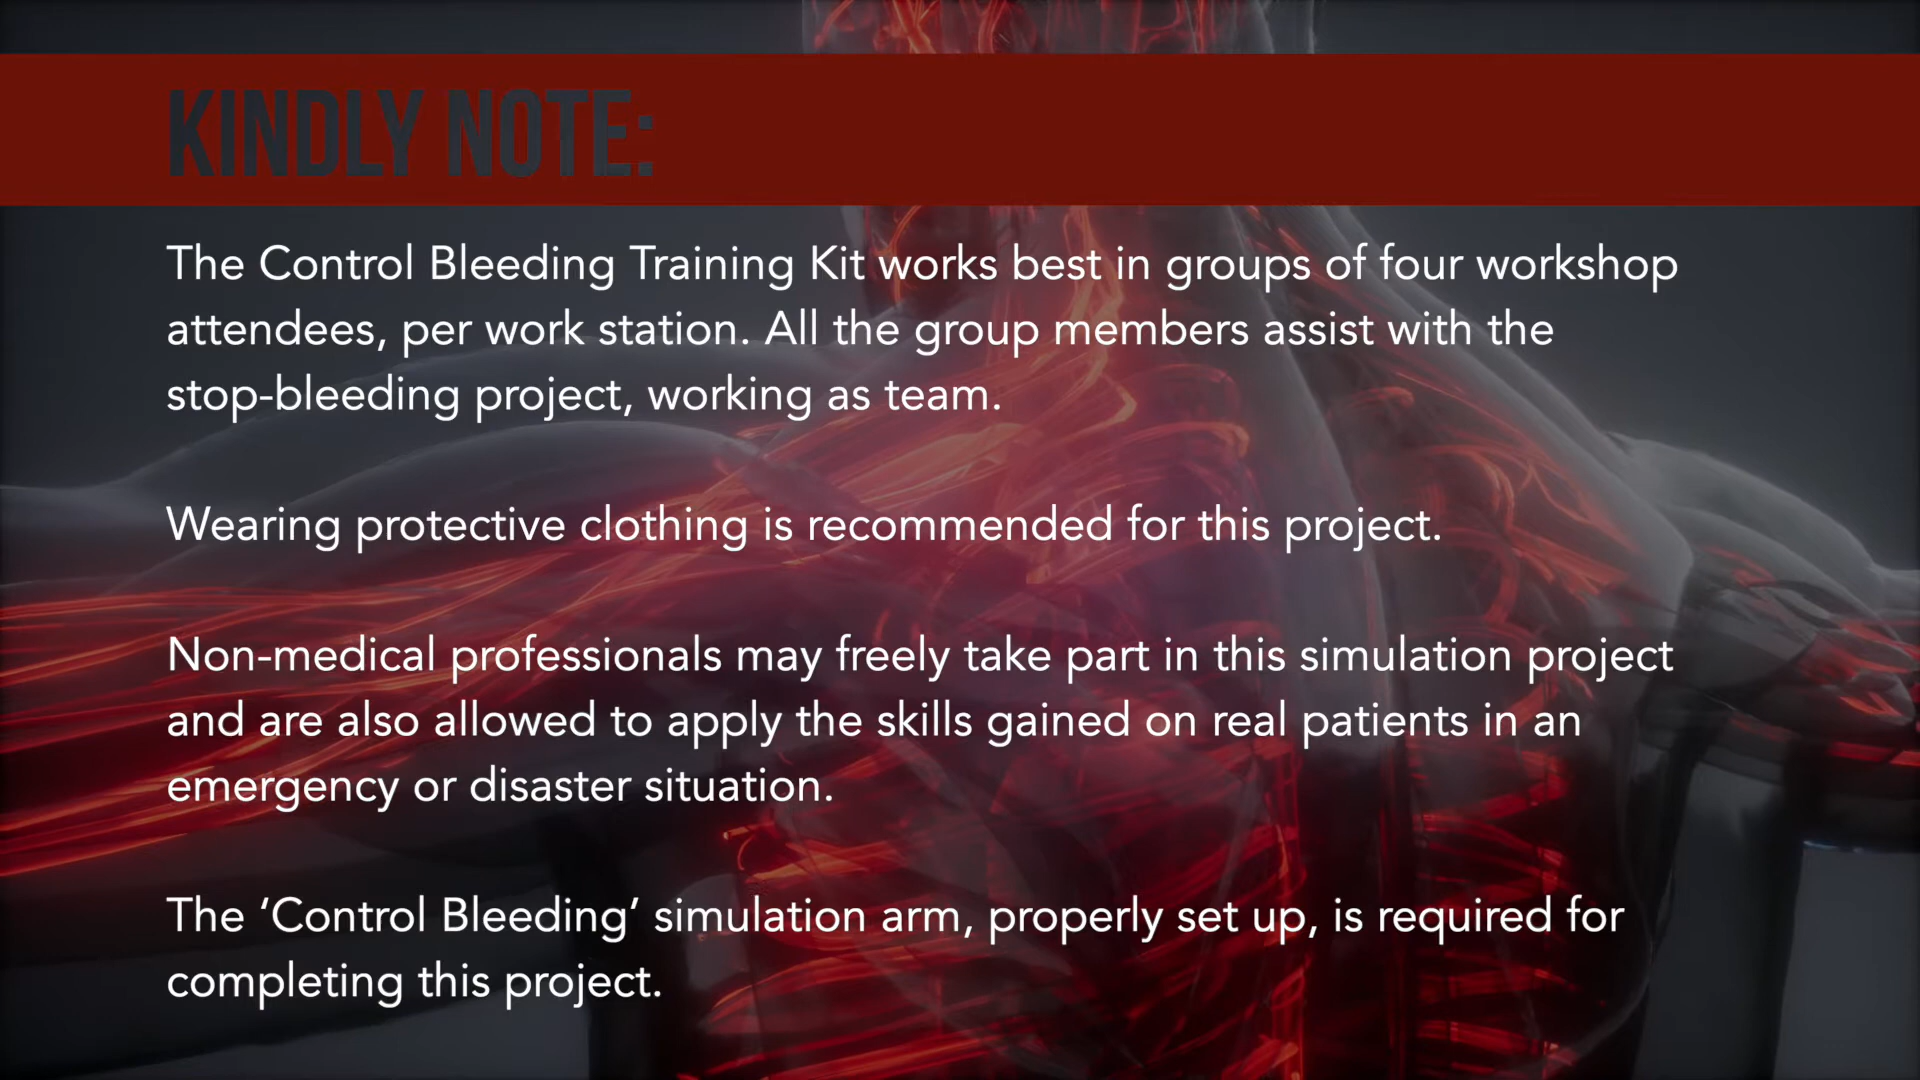 KINDLY NOTE:
The Control Bleeding Training Kit works best in groups of four workshop
attendees, per work station. All the group members assist with the
stop-bleeding project, working as team.
Wearing protective clothing is recommended for this project.
Non-medical professionals may freely take part in this simulation project
and are also allowed to apply the skills gained on real patients in an
emergency or disaster situation.
The ‘Control Bleeding’ simulation arm, properly set up, is required for
completing this project.